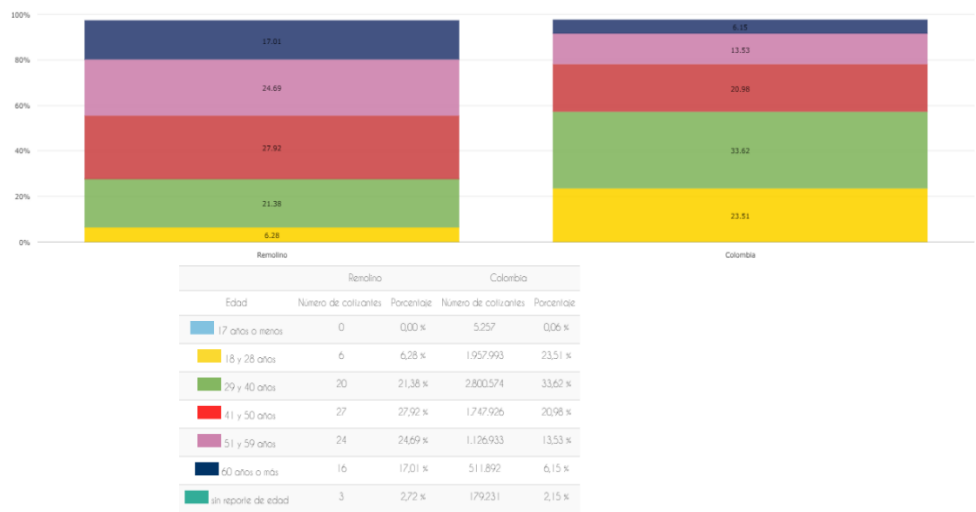 100%
80%
60%
40%
20%
0%
17.01
24.69
27.92
21.38
6.28
6.15
13.53
20.98
33.62
23.51
Remolino Colombia
Remolino Colombia
Edad Número de cotizantes Porcentaje Número de cotizantes Porcentaje
17 años o menos 0 0,00 % 5.257 0,06 %
18 y 28 años 6 6,28 % 1.957.993 23,51 %
29 y 40 años 20 21,38 % 2.800.574 33,62 %
41 y 50 años 27 27,92 % 1.747.926 20,98 %
51 y 59 años 24 24,69 % 1.126.933 13,53 %
60 años o más 16 17,01 % 511.892 6,15 %
sin reporte de edad 3 2,72 % 179.231 2,15 %